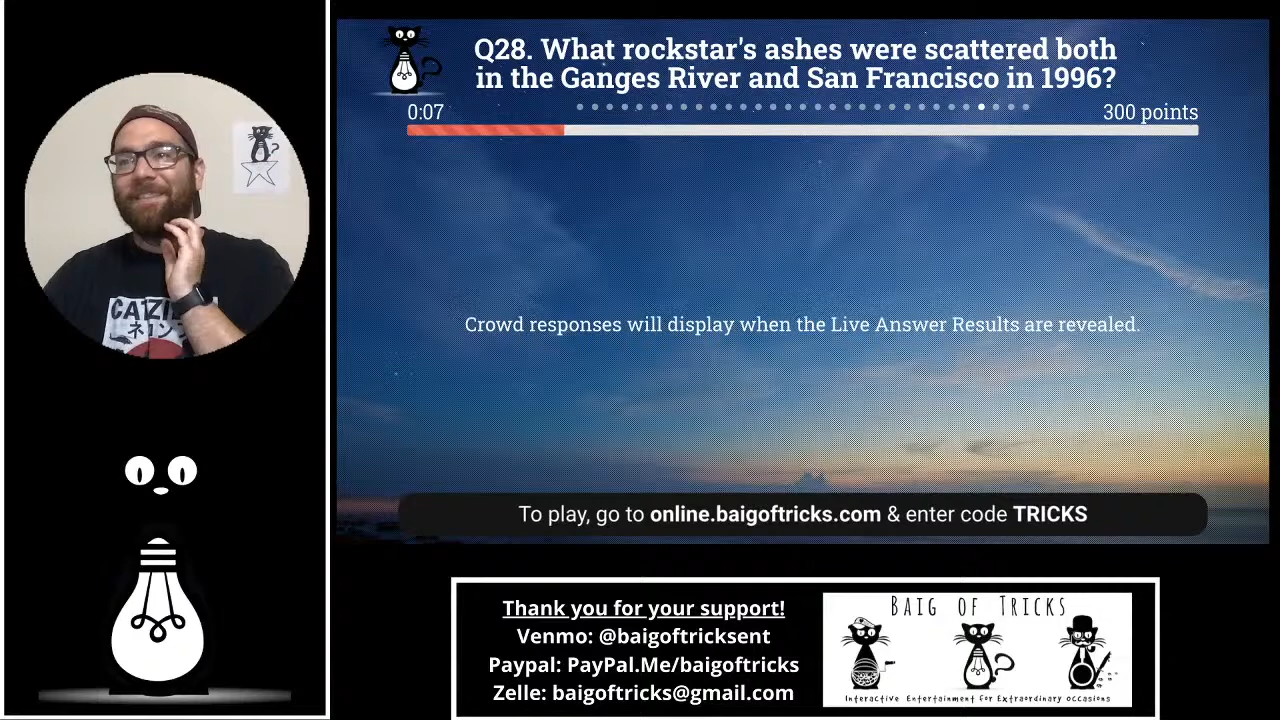 Q28. What rockstar's ashes were scattered both
in the Ganges River and San Francisco in 1996?
0:07
300 points
Crowd responses will display when the Live Answer Results are revealed.
To play, go to online.baigoftricks.com & enter code TRICKS
Thank you for your support!
Venmo: @baigoftricksent
Paypal: PayPal.Me/baigoftricks
Zelle: baigoftricks@gmail.com
BAIG OF TRICKS
Interactive Entertainment for Extraordinary Occasions